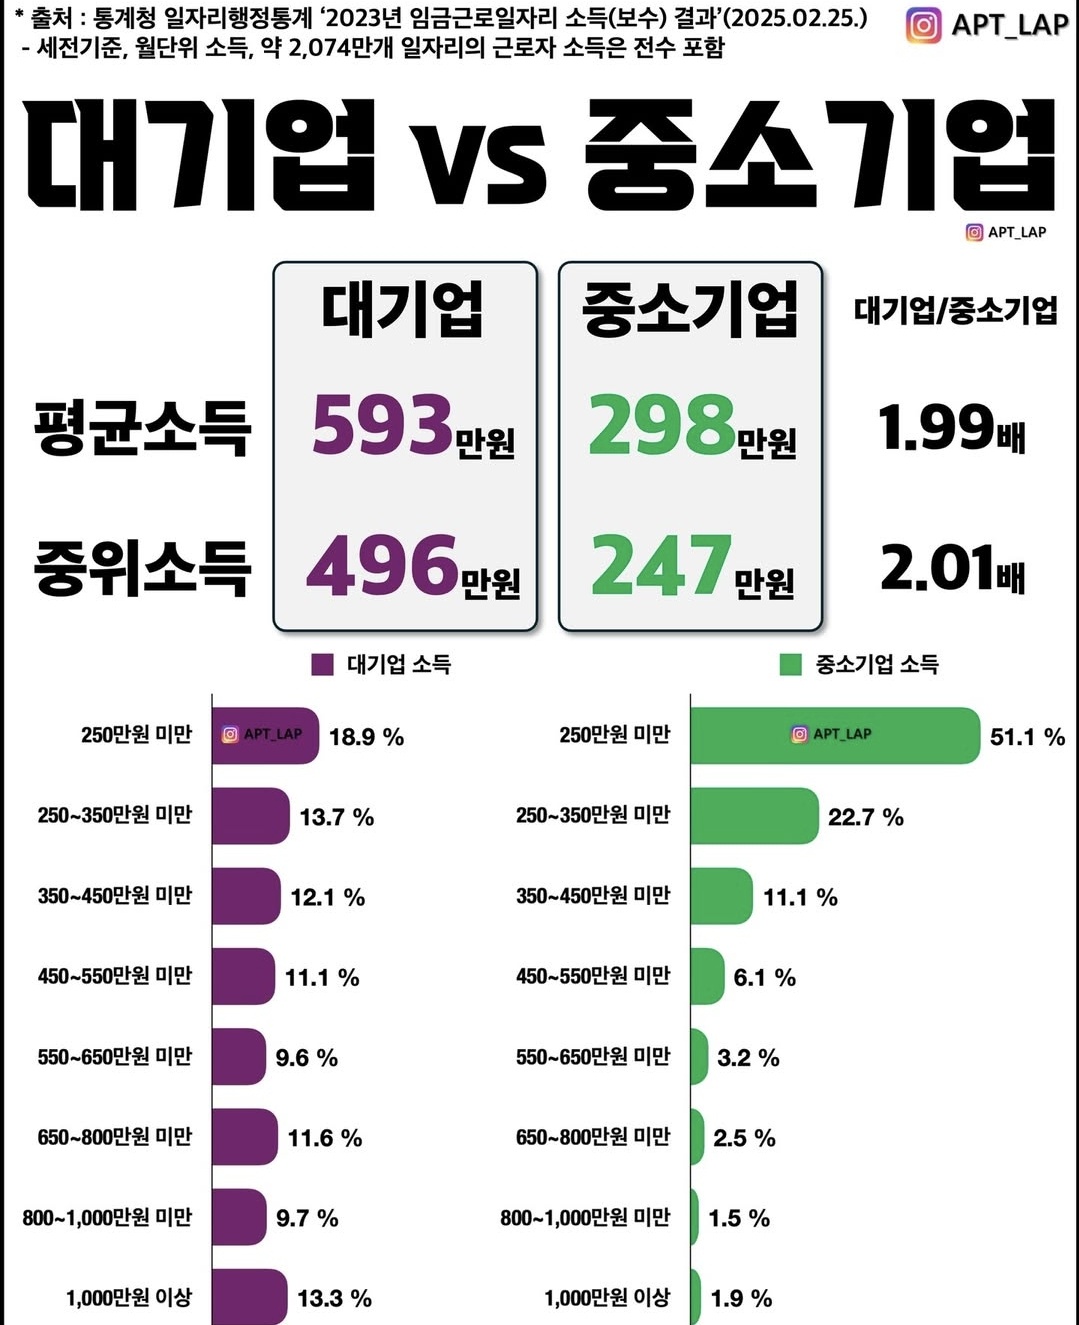 * 출처 : 통계청 일자리행정통계 ‘2023년 임금근로일자리 소득(보수) 결과’(2025.02.25.)
- 세전기준, 월단위 소득, 약 2,074만개 일자리의 근로자 소득은 전수 포함
APT_LAP
대기업 vs 중소기업
APT_LAP
대기업 중소기업 대기업/중소기업
평균소득 593만원 298만원 1.99배
중위소득 496만원 247만원 2.01배
대기업 소득 중소기업 소득
250만원 미만 APT_LAP 18.9 % 250만원 미만 APT_LAP 51.1 %
250~350만원 미만 13.7 % 250~350만원 미만 22.7 %
350~450만원 미만 12.1 % 350~450만원 미만 11.1 %
450~550만원 미만 11.1 % 450~550만원 미만 6.1 %
550~650만원 미만 9.6 % 550~650만원 미만 3.2 %
650~800만원 미만 11.6 % 650~800만원 미만 2.5 %
800~1,000만원 미만 9.7 % 800~1,000만원 미만 1.5 %
1,000만원 이상 13.3 % 1,000만원 이상 1.9 %